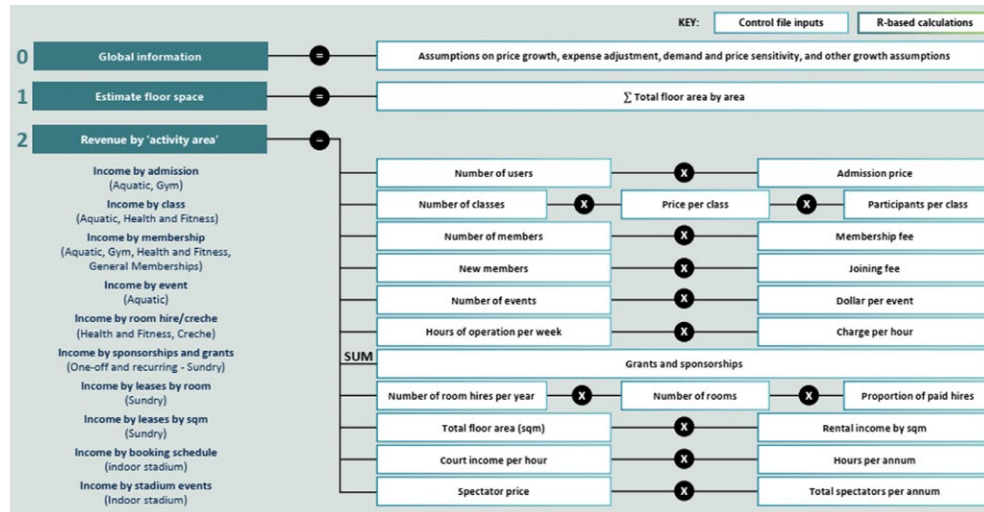 KEY: Control file inputs R-based calculations
0 Global information = Assumptions on price growth, expense adjustment, demand and price sensitivity, and other growth assumptions
1 Estimate floor space = ∑ Total floor area by area
2 Revenue by 'activity area' =
Income by admission
(Aquatic, Gym)
Number of users X Admission price
Income by class
(Aquatic, Health and Fitness)
Number of classes X Price per class X Participants per class
Income by membership
(Aquatic, Gym, Health and Fitness,
General Memberships)
Number of members X Membership fee
New members X Joining fee
Income by event
(Aquatic)
Number of events X Dollar per event
Income by room hire/creche
(Health and Fitness, Creche)
Hours of operation per week X Charge per hour
Income by sponsorships and grants
(One-off and recurring - Sundry)
SUM Grants and sponsorships
Income by leases by room
(Sundry)
Number of room hires per year X Number of rooms X Proportion of paid hires
Income by leases by sqm
(Sundry)
Total floor area (sqm) X Rental income by sqm
Income by booking schedule
(indoor stadium)
Court income per hour X Hours per annum
Income by stadium events
(Indoor stadium)
Spectator price X Total spectators per annum